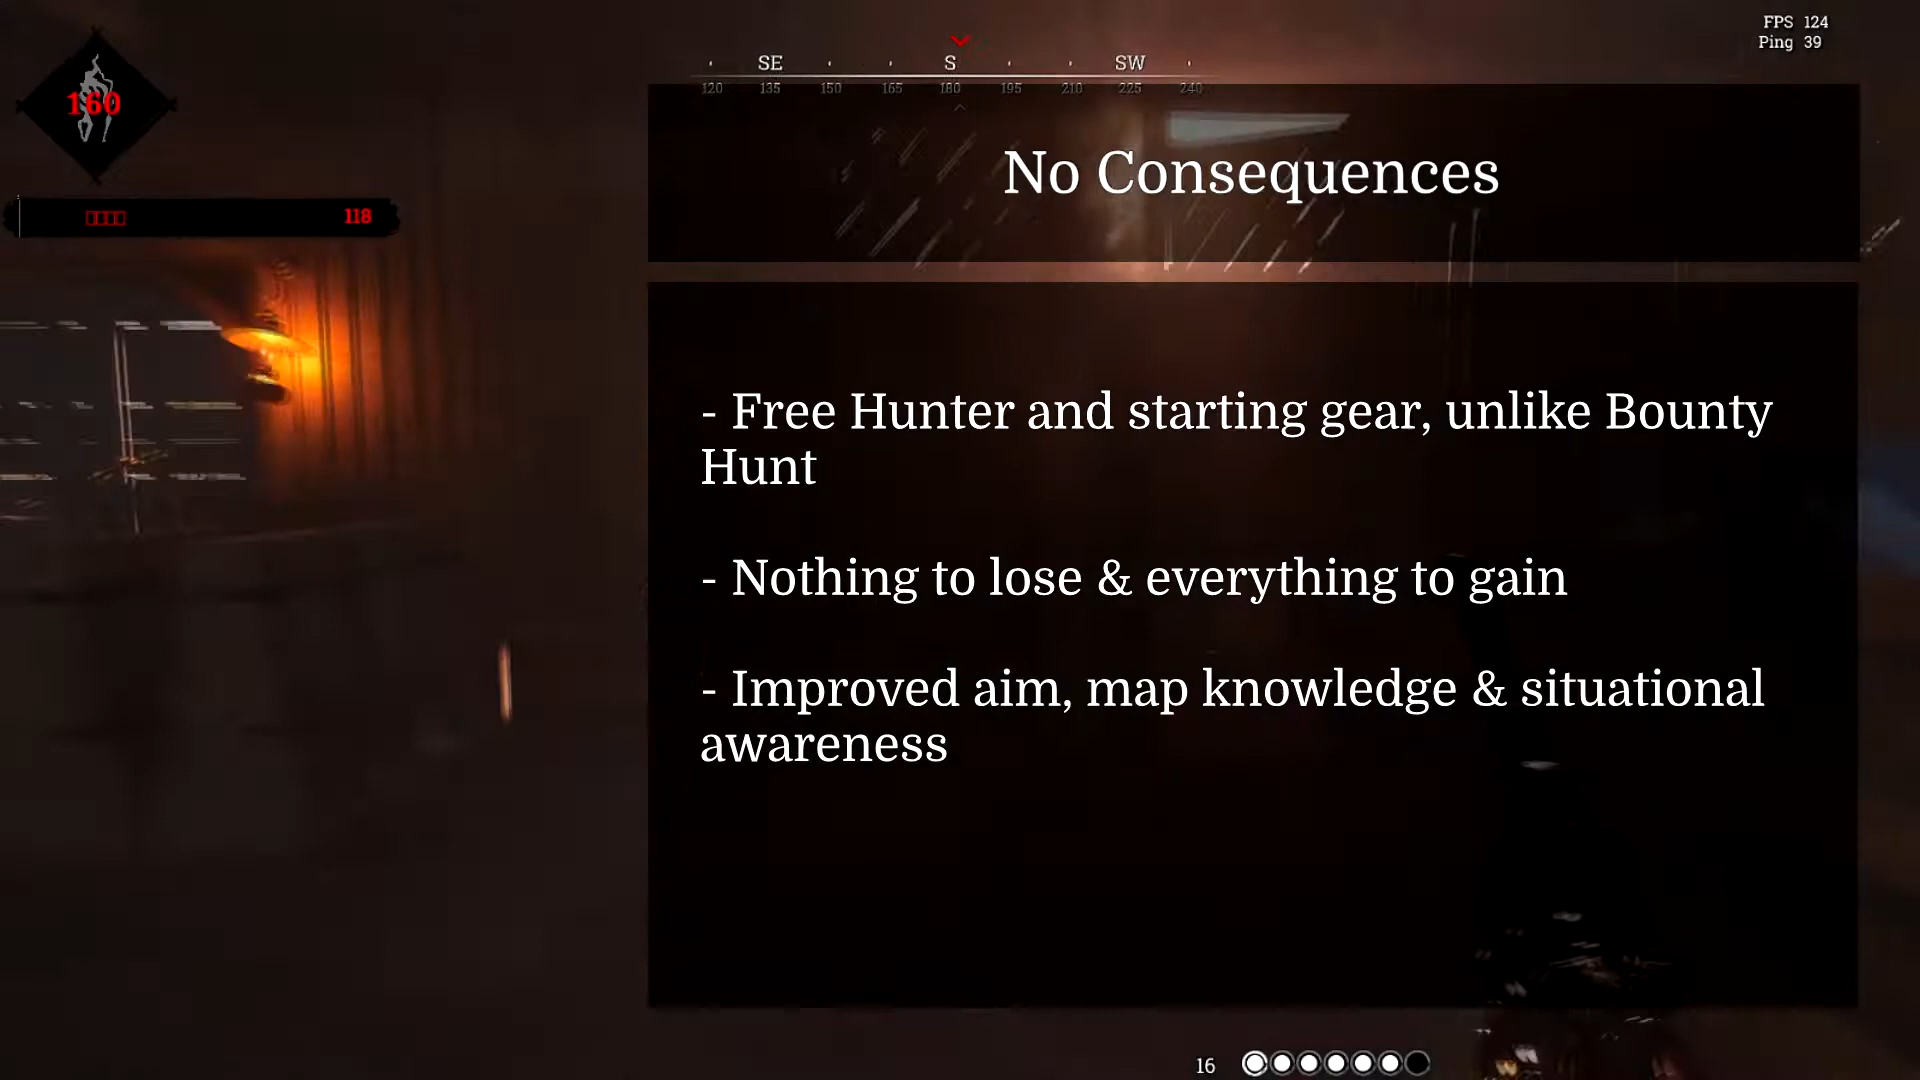 FPS 124
Ping 39
SE S SW
120 135 150 165 180 195 210 225 240
160
118
No Consequences
- Free Hunter and starting gear, unlike Bounty
Hunt
- Nothing to lose & everything to gain
- Improved aim, map knowledge & situational
awareness
16